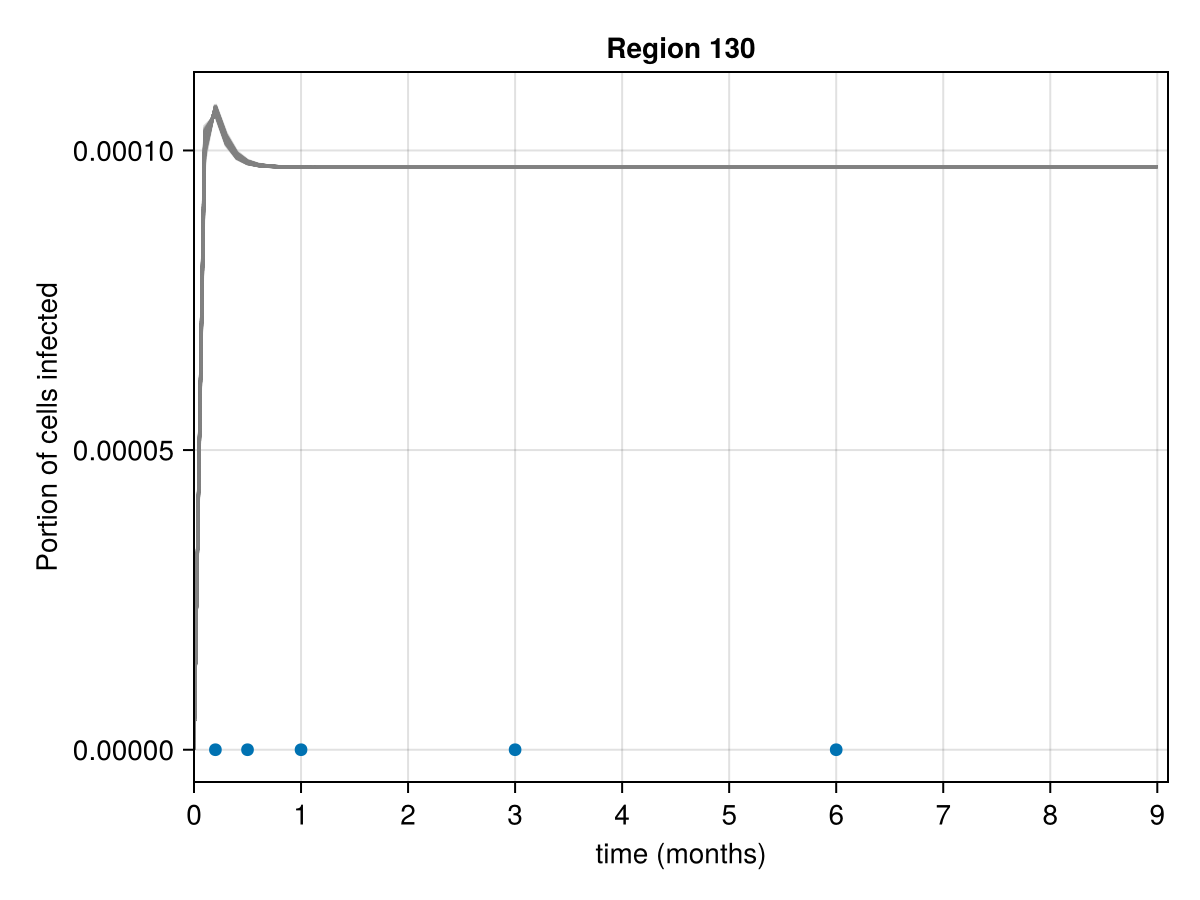 Region 130
Portion of cells infected
0.00010
0.00005
0.00000
0 1 2 3 4 5 6 7 8 9
time (months)